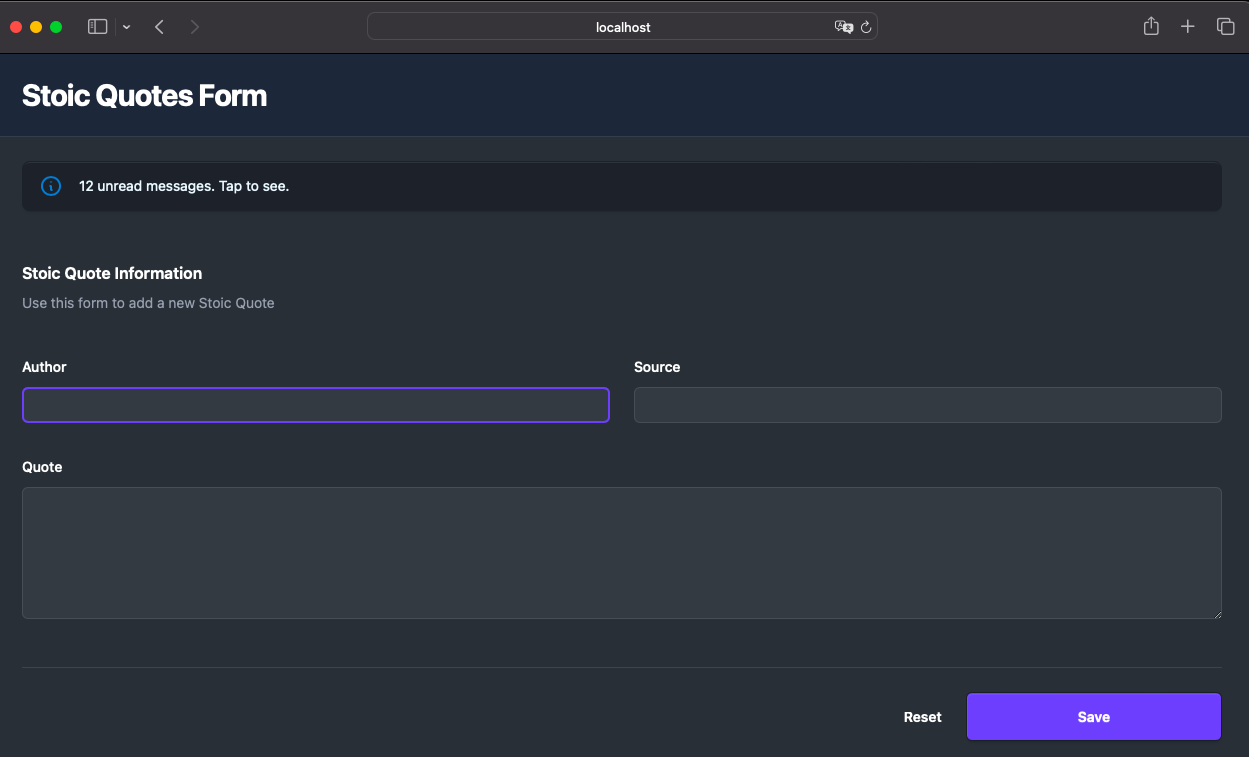 localhost
Stoic Quotes Form
12 unread messages. Tap to see.
Stoic Quote Information
Use this form to add a new Stoic Quote
Author
Source
Quote
Reset
Save